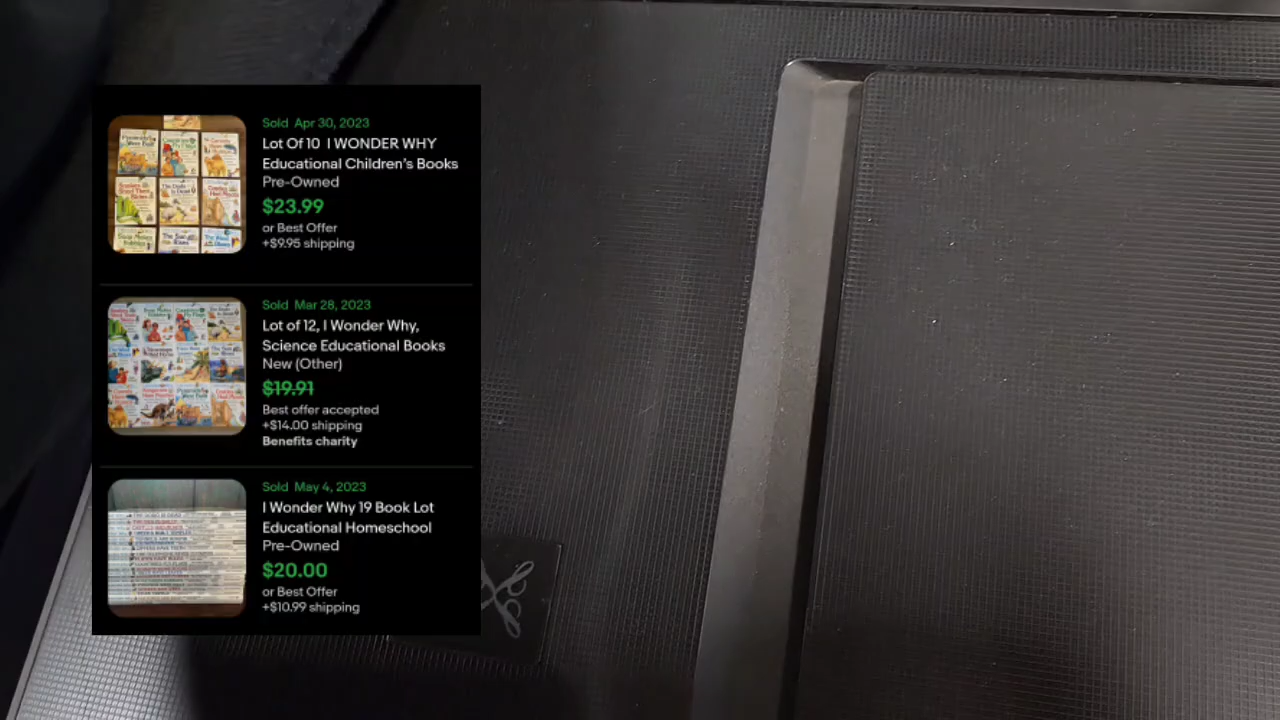 Sold Apr 30, 2023
Lot Of 10 I WONDER WHY
Educational Children's Books
Pre-Owned
$23.99
or Best Offer
+$9.95 shipping
Sold Mar 28, 2023
Lot of 12, I Wonder Why,
Science Educational Books
New (Other)
$19.91
Best offer accepted
+$14.00 shipping
Benefits charity
Sold May 4, 2023
I Wonder Why 19 Book Lot
Educational Homeschool
Pre-Owned
$20.00
or Best Offer
+$10.99 shipping